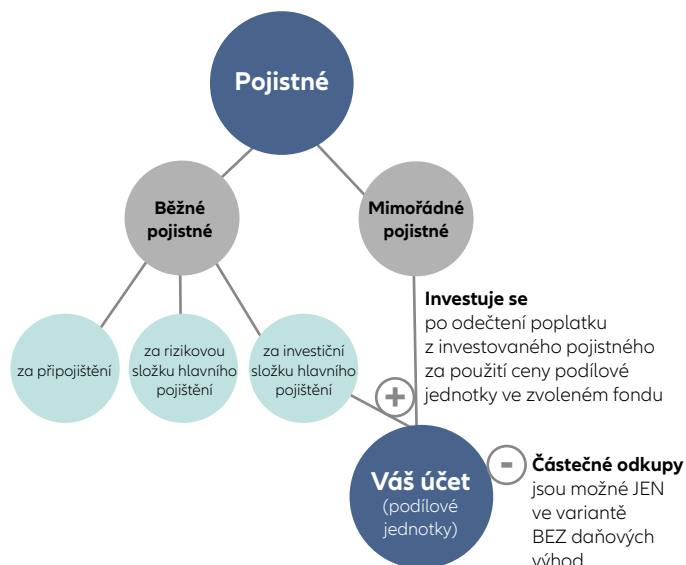 Pojistné
Běžné
pojistné
Mimořádné
pojistné
za připojištění
za rizikovou
složku hlavního
pojištění
za investiční
složku hlavního
pojištění
Investuje se
po odečtení poplatku
z investovaného pojistného
za použití ceny podílové
jednotky ve zvoleném fondu
+
Váš účet
(podílové
jednotky)
-
Částečné odkupy
jsou možné JEN
ve variantě
BEZ daňových
výhod